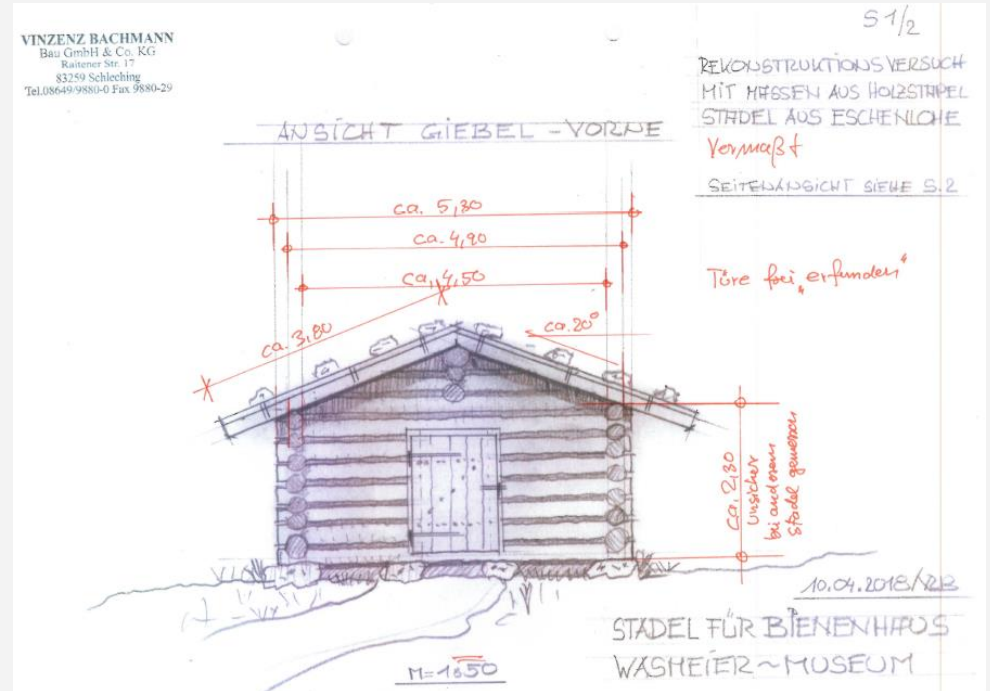 VINZENZ BACHMANN
Bau GmbH & Co. KG
Raitener Str. 17
83259 Schleching
Tel.08649/9880-0 Fax 9880-29
S 1/2
REKONSTRUKTIONSVERSUCH
MIT MASSEN AUS HOLZSTAPEL
STADEL AUS ESCHENLOHE
Vermaßt
SEITENANSICHT SIEHE S.2
ANSICHT GIEBEL - VORNE
ca. 5,30
ca. 4,90
ca. 4,50
Türe frei „erfunden"
ca. 3,80
ca. 20°
ca. 2,30
unsicher
bei anderem
Stadel gemessen
10.04.2018/
STADEL FÜR BIENENHAUS
WASMEIER~MUSEUM
M=1:50